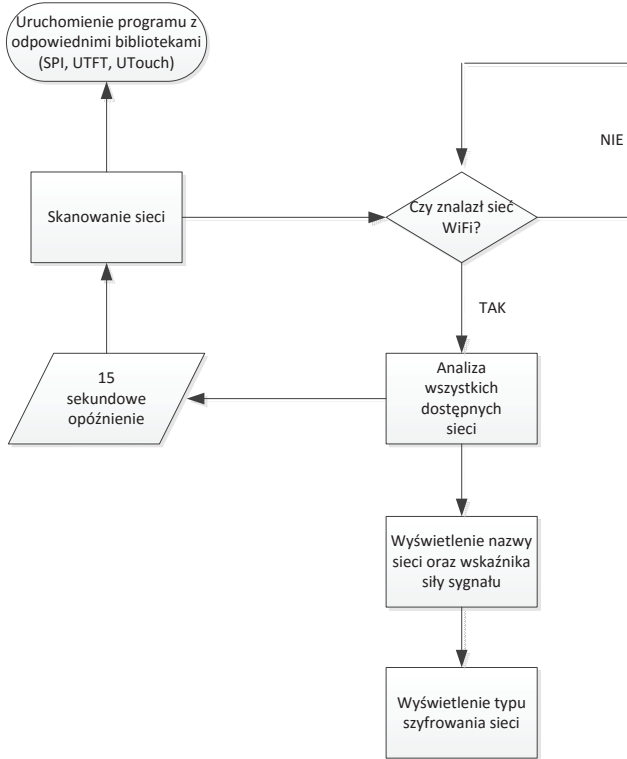 Uruchomienie programu z
odpowiednimi bibliotekami
(SPI, UTFT, UTouch)
NIE
Skanowanie sieci
Czy znalazł sieć
WiFi?
TAK
15
sekundowe
opóźnienie
Analiza
wszystkich
dostępnych
sieci
Wyświetlenie nazwy
sieci oraz wskaźnika
siły sygnału
Wyświetlenie typu
szyfrowania sieci